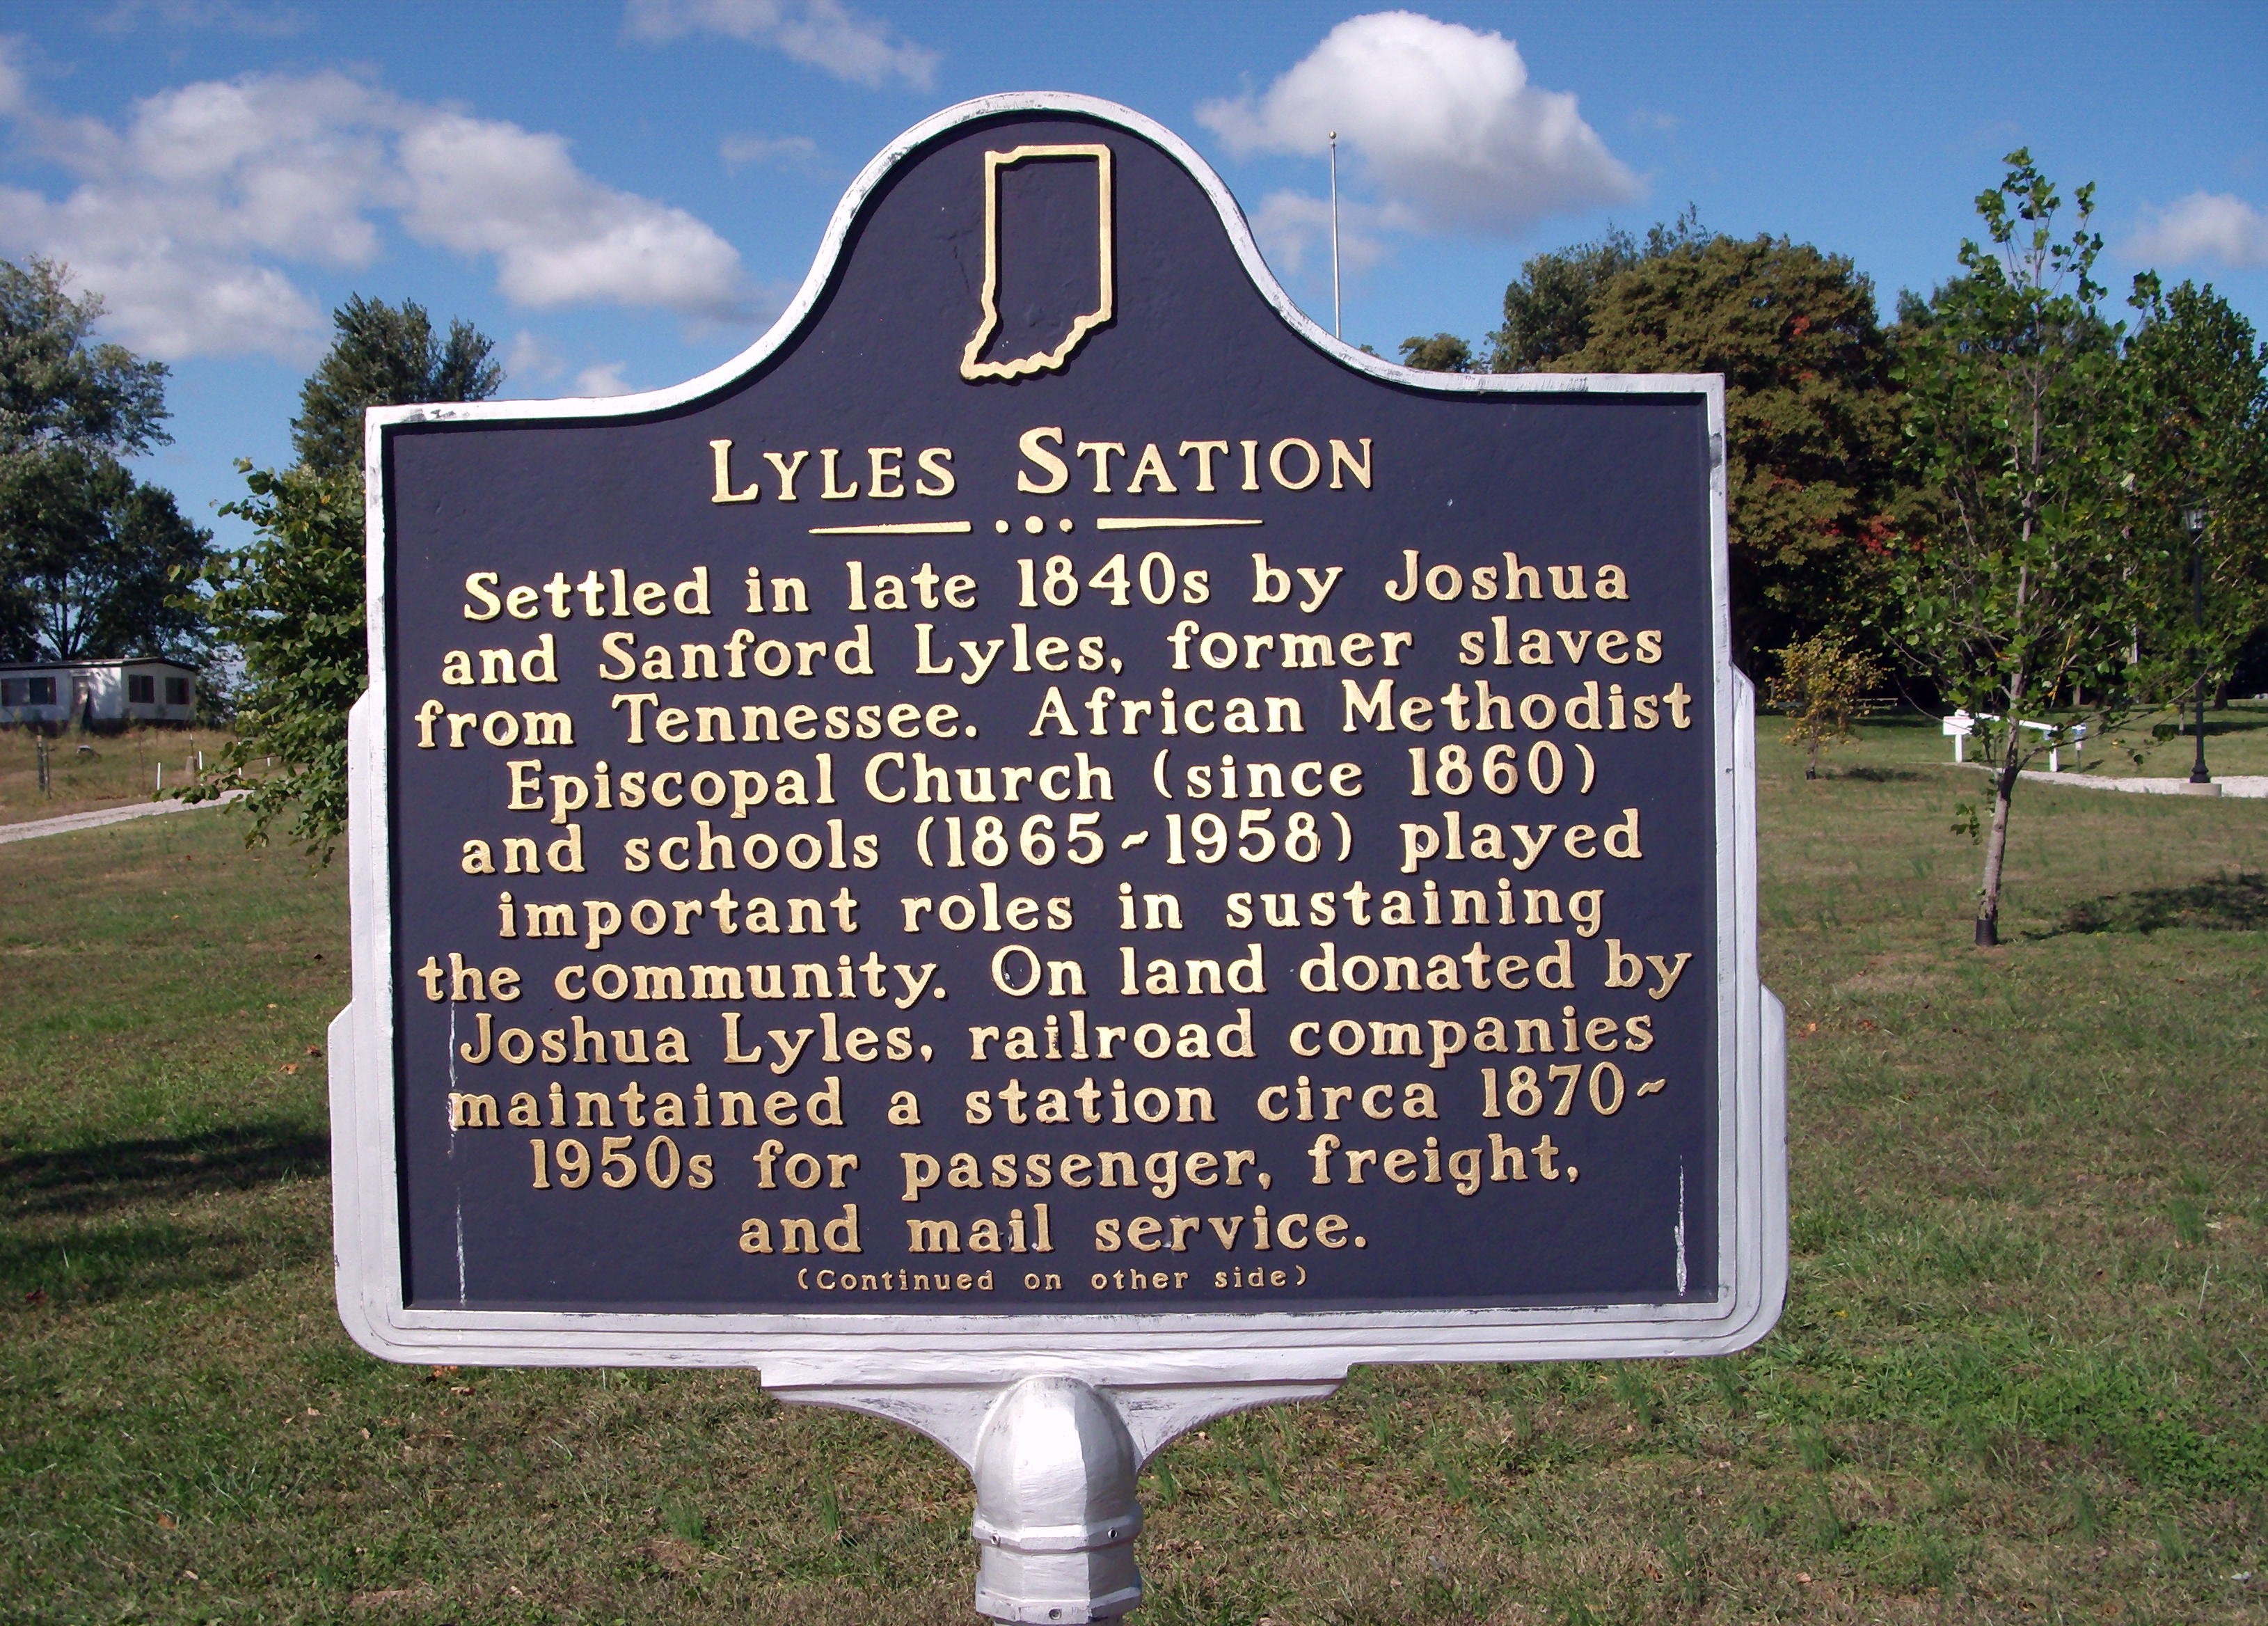 Lyles Station
Settled in late 1840s by Joshua
and Sanford Lyles, former slaves
from Tennessee. African Methodist
Episcopal Church (since 1860)
and schools (1865-1958) played
important roles in sustaining
the community. On land donated by
Joshua Lyles, railroad companies
maintained a station circa 1870-
1950s for passenger, freight,
and mail service.
(Continued on other side)